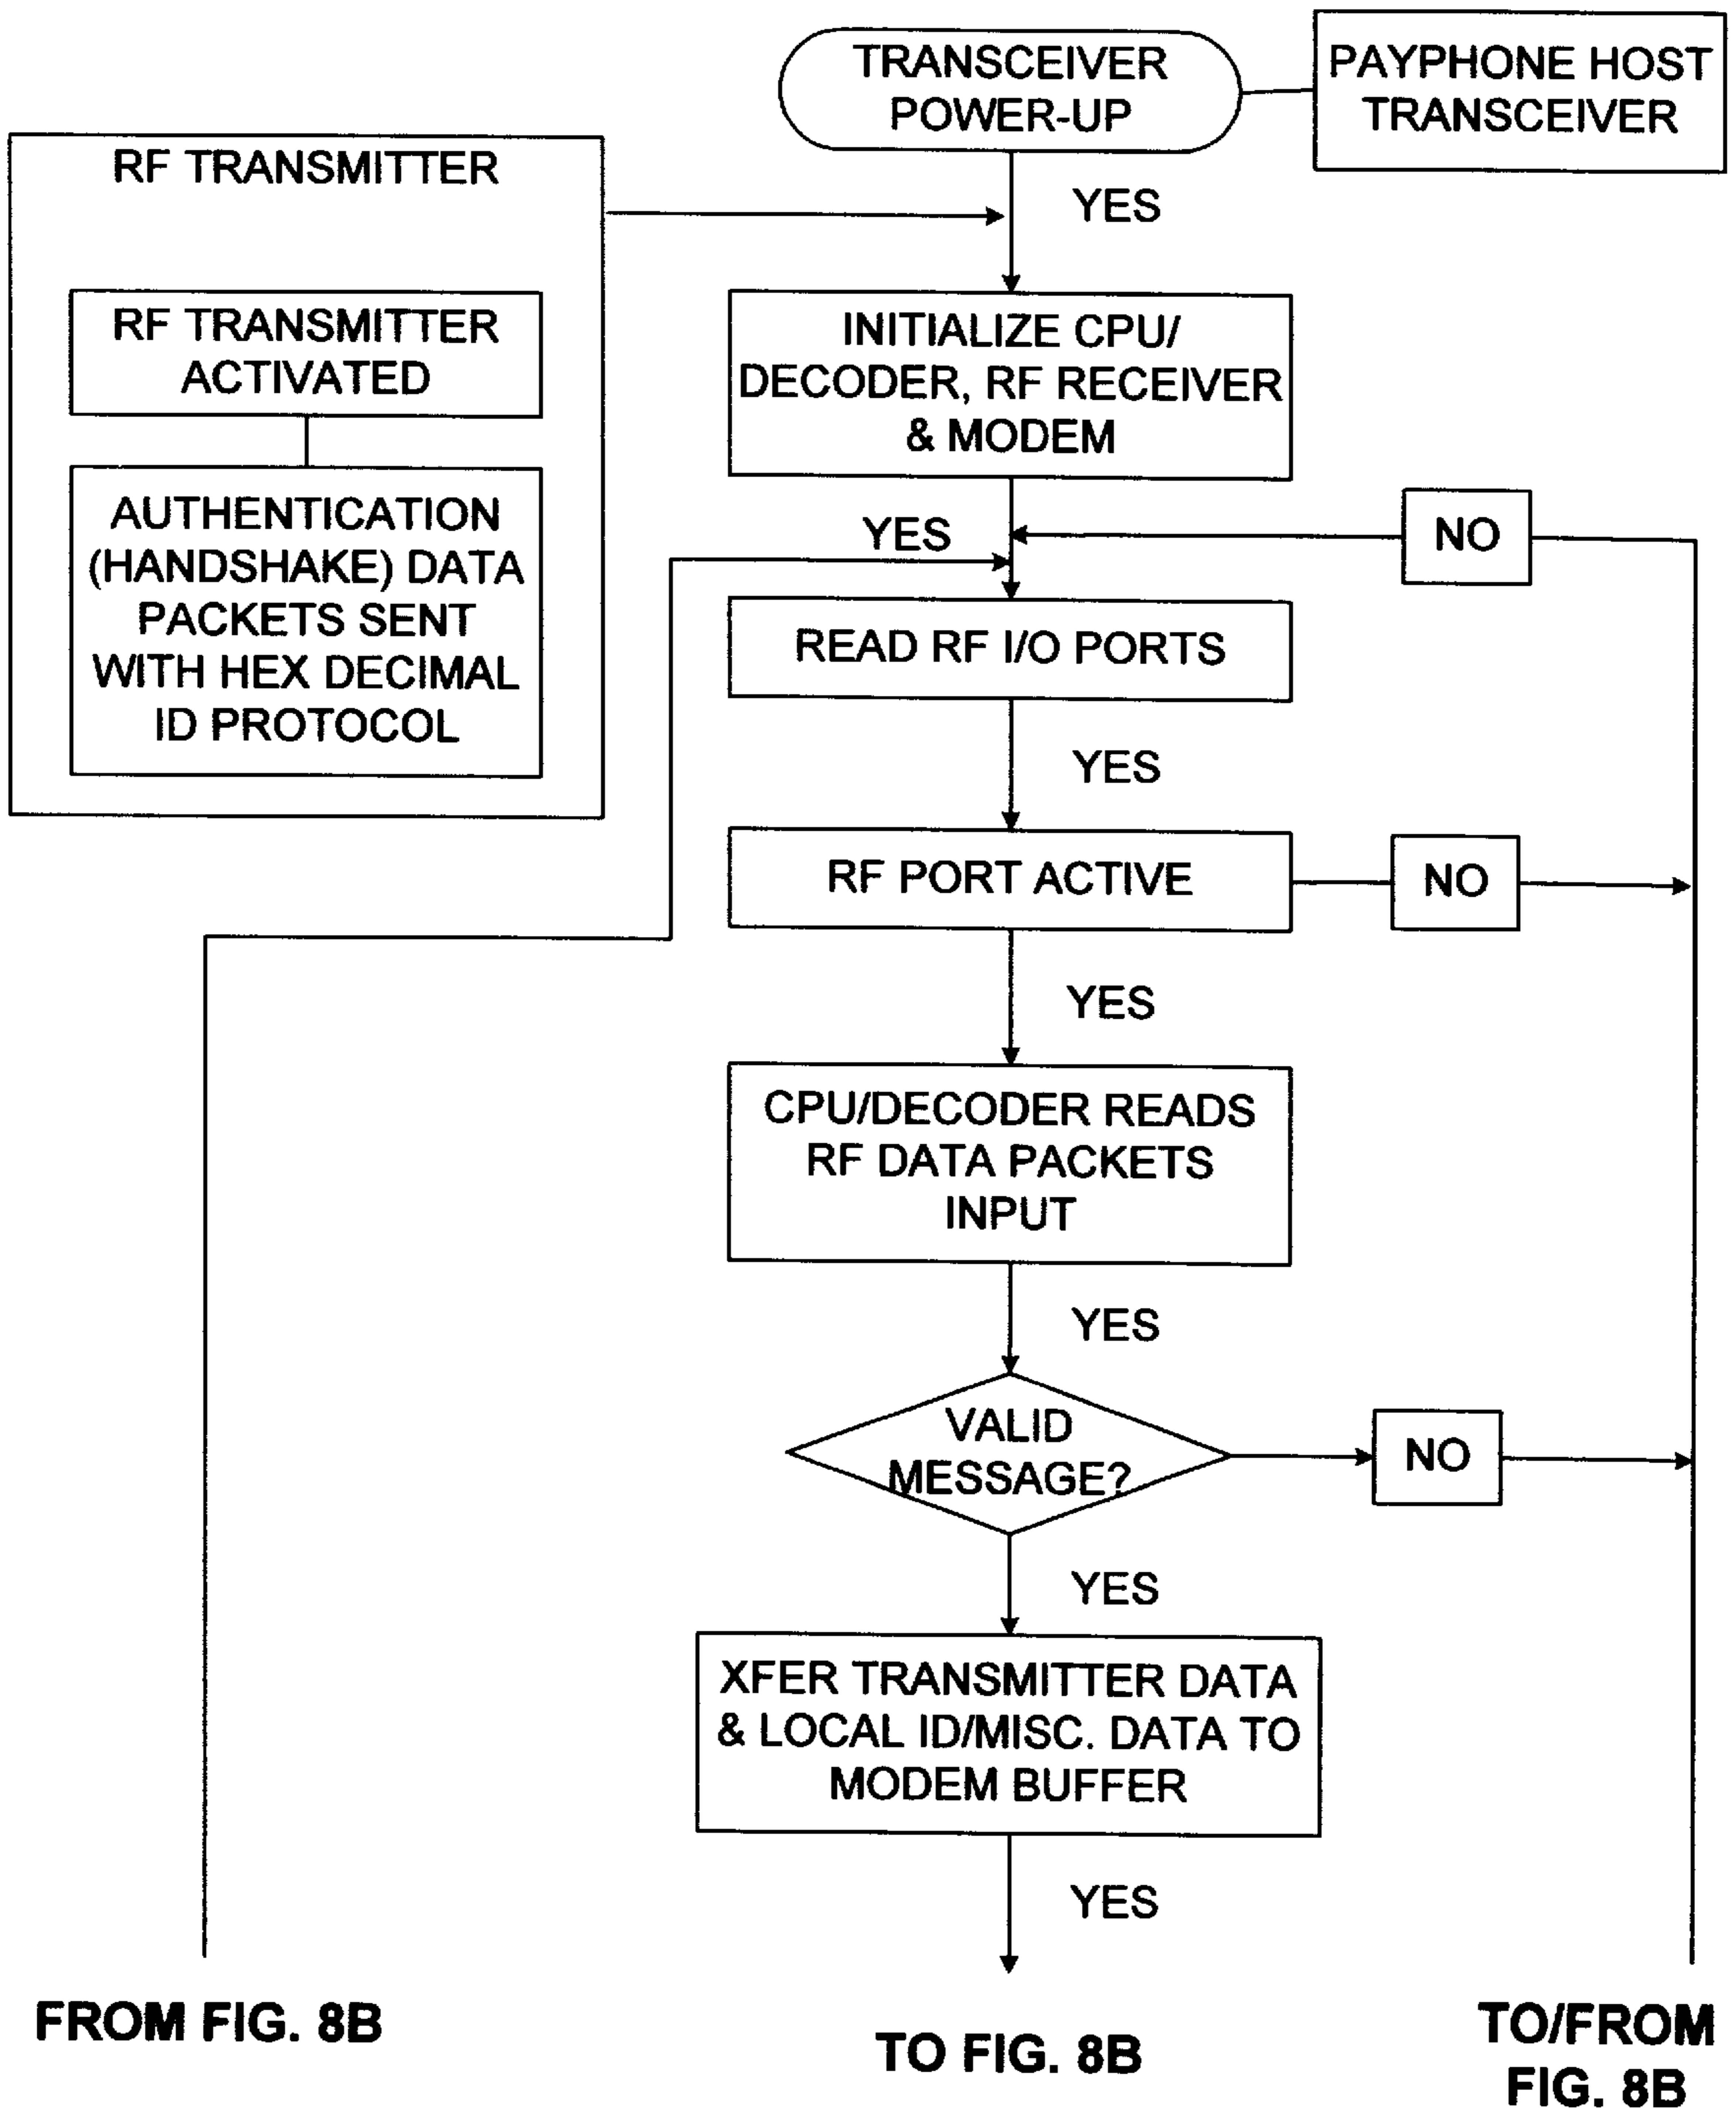 TRANSCEIVER
POWER-UP
PAYPHONE HOST
TRANSCEIVER
RF TRANSMITTER
YES
RF TRANSMITTER
ACTIVATED
INITIALIZE CPU/
DECODER, RF RECEIVER
& MODEM
AUTHENTICATION
(HANDSHAKE) DATA
PACKETS SENT
WITH HEX DECIMAL
ID PROTOCOL
YES
NO
READ RF I/O PORTS
YES
RF PORT ACTIVE
NO
YES
CPU/DECODER READS
RF DATA PACKETS
INPUT
YES
VALID
MESSAGE?
NO
YES
XFER TRANSMITTER DATA
& LOCAL ID/MISC. DATA TO
MODEM BUFFER
YES
FROM FIG. 8B
TO FIG. 8B
TO/FROM
FIG. 8B